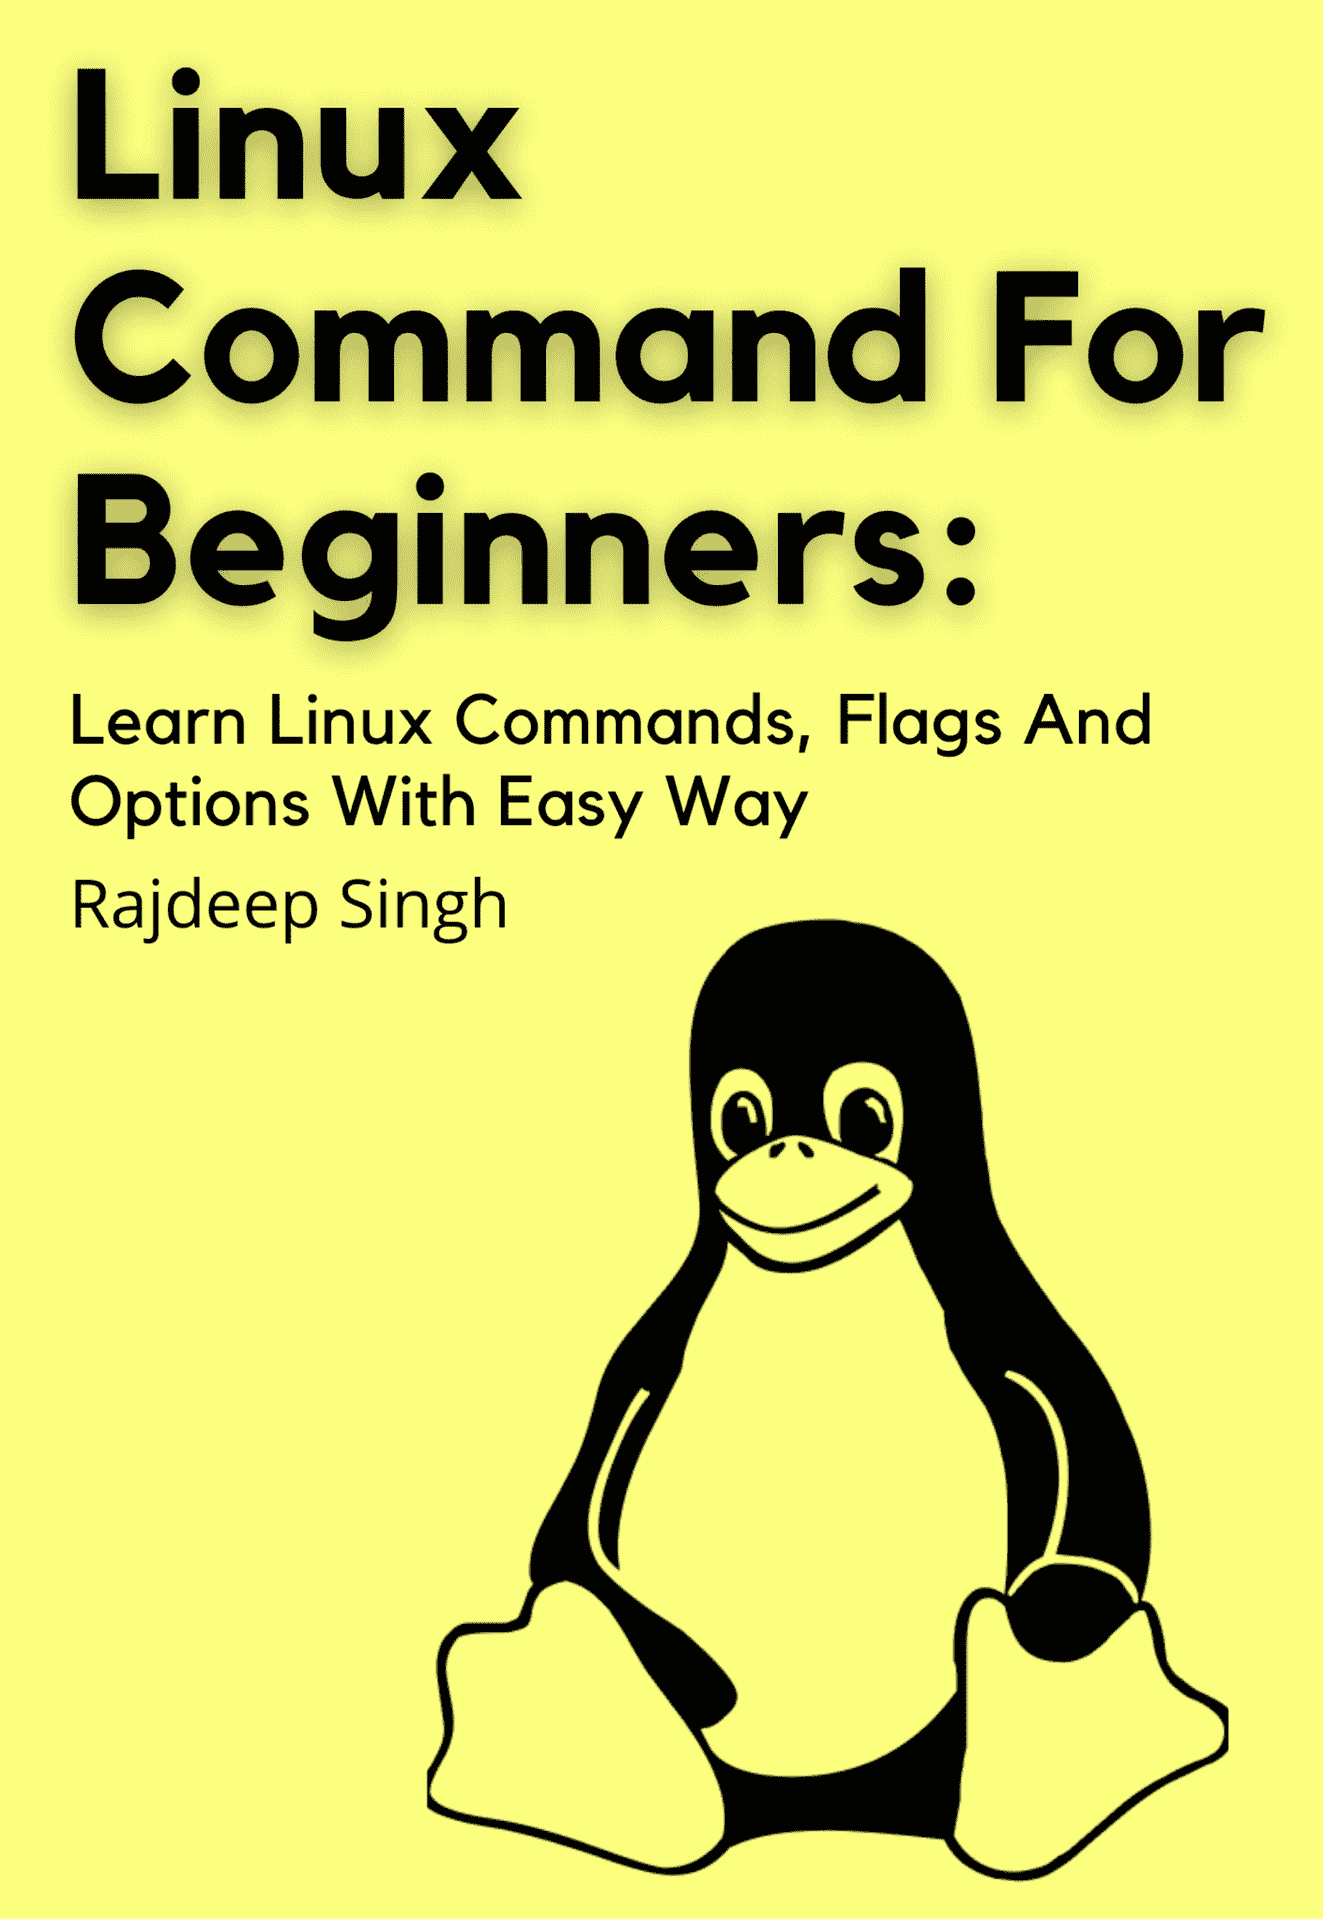 Linux
Command For
Beginners:
Learn Linux Commands, Flags And
Options With Easy Way
Rajdeep Singh